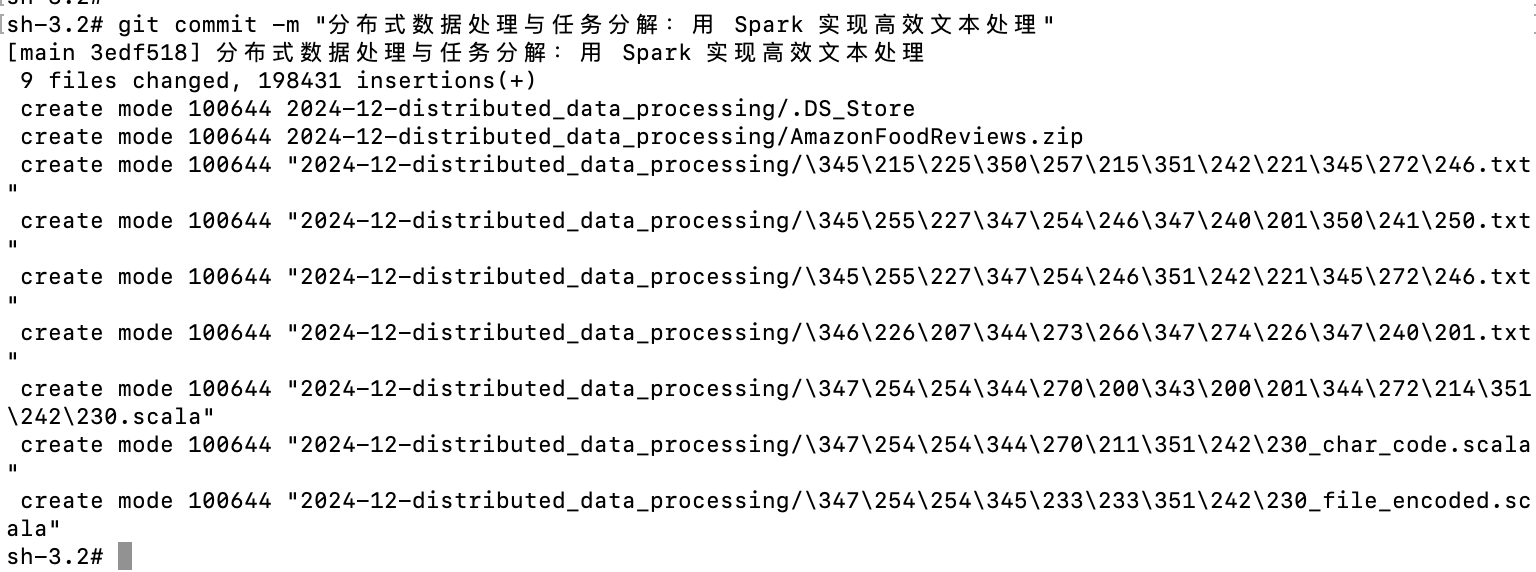 sh-3.2#
sh-3.2# git commit -m "分布式数据处理与任务分解：用 Spark 实现高效文本处理"
[main 3edf518] 分布式数据处理与任务分解：用 Spark 实现高效文本处理
 9 files changed, 198431 insertions(+)
 create mode 100644 2024-12-distributed_data_processing/.DS_Store
 create mode 100644 2024-12-distributed_data_processing/AmazonFoodReviews.zip
 create mode 100644 "2024-12-distributed_data_processing/\345\215\225\350\257\215\351\242\221\345\272\246.txt
"
 create mode 100644 "2024-12-distributed_data_processing/\345\255\227\347\254\246\347\240\201\350\241\250.txt
"
 create mode 100644 "2024-12-distributed_data_processing/\345\255\227\347\254\246\351\242\221\345\272\246.txt
"
 create mode 100644 "2024-12-distributed_data_processing/\346\226\207\344\273\266\347\274\226\347\240\201.txt
"
 create mode 100644 "2024-12-distributed_data_processing/\347\254\254\344\270\200\343\200\201\344\272\214\351
\242\230.scala"
 create mode 100644 "2024-12-distributed_data_processing/\347\254\254\344\270\211\351\242\230_char_code.scala
"
 create mode 100644 "2024-12-distributed_data_processing/\347\254\254\345\233\233\351\242\230_file_encoded.sc
ala"
sh-3.2#